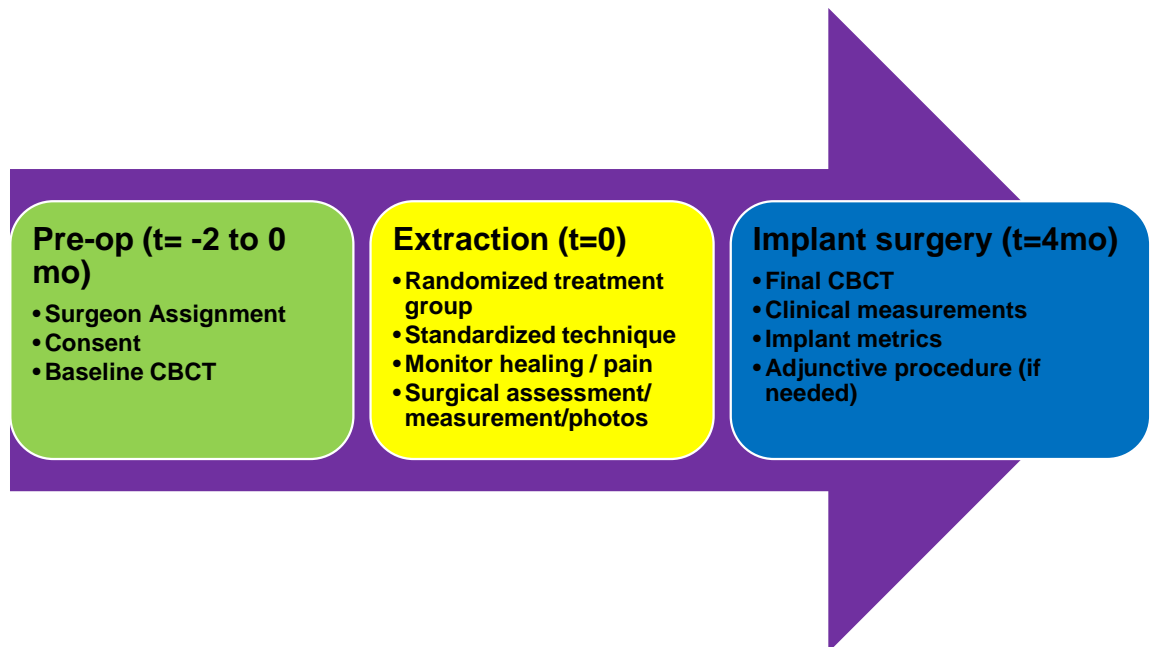 Pre-op (t= -2 to 0
mo)
•Surgeon Assignment
•Consent
•Baseline CBCT
Extraction (t=0)
•Randomized treatment
group
•Standardized technique
•Monitor healing / pain
•Surgical assessment/
measurement/photos
Implant surgery (t=4mo)
•Final CBCT
•Clinical measurements
•Implant metrics
•Adjunctive procedure (if
needed)